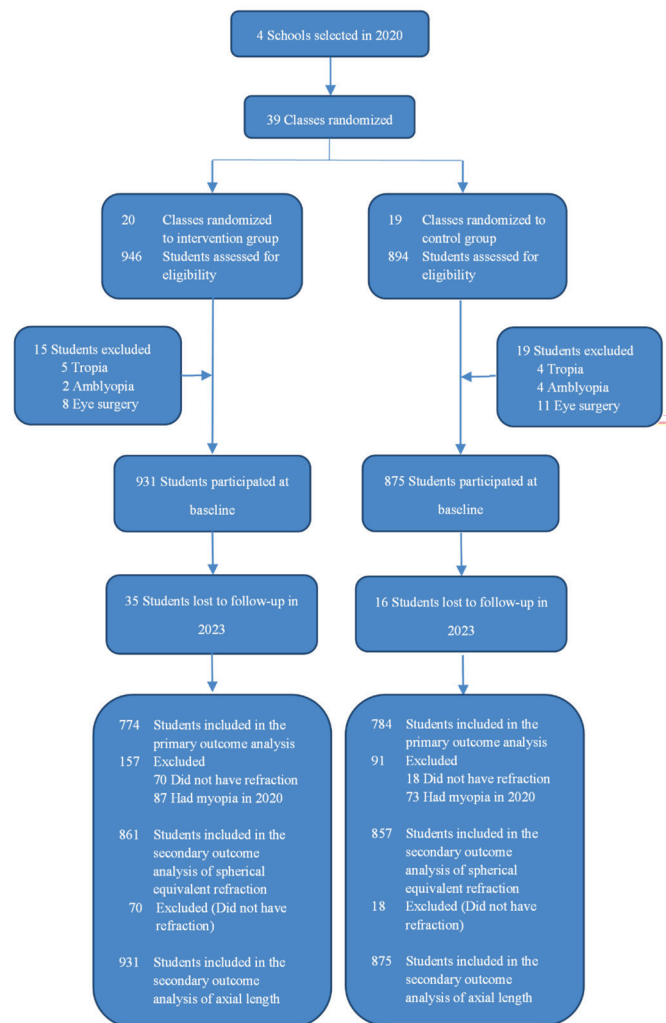 4 Schools selected in 2020
39 Classes randomized
20 Classes randomized
to intervention group
946 Students assessed for
eligibility
19 Classes randomized to
control group
894 Students assessed for
eligibility
15 Students excluded
5 Tropia
2 Amblyopia
8 Eye surgery
19 Students excluded
4 Tropia
4 Amblyopia
11 Eye surgery
931 Students participated at
baseline
875 Students participated at
baseline
35 Students lost to follow-up in
2023
16 Students lost to follow-up in
2023
774 Students included in the
primary outcome analysis
157 Excluded
70 Did not have refraction
87 Had myopia in 2020
861 Students included in the
secondary outcome
analysis of spherical
equivalent refraction
70 Excluded (Did not have
refraction)
931 Students included in the
secondary outcome
analysis of axial length
784 Students included in the
primary outcome analysis
91 Excluded
18 Did not have refraction
73 Had myopia in 2020
857 Students included in the
secondary outcome
analysis of spherical
equivalent refraction
18 Excluded (Did not have
refraction)
875 Students included in the
secondary outcome
analysis of axial length